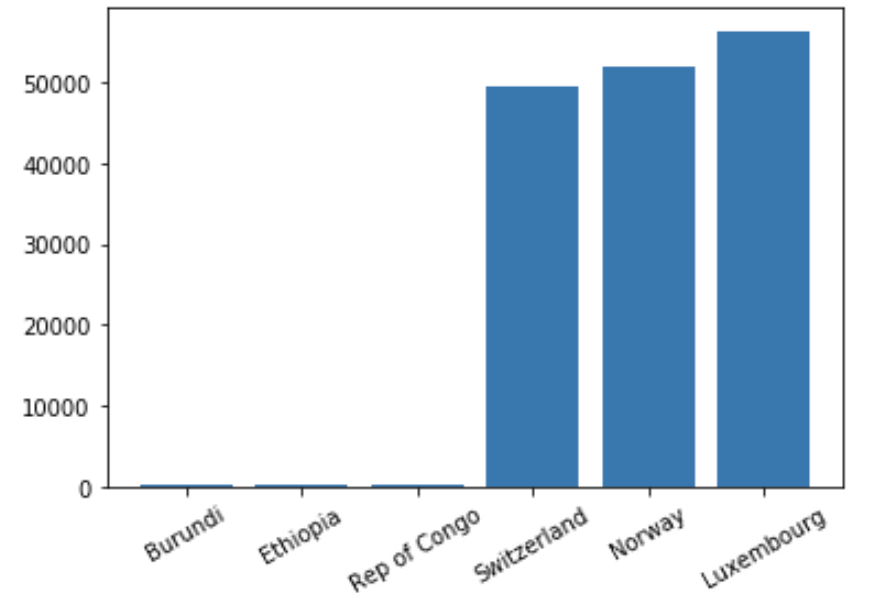 50000
40000
30000
20000
10000
0
Burundi
Ethiopia
Rep of Congo
Switzerland
Norway
Luxembourg